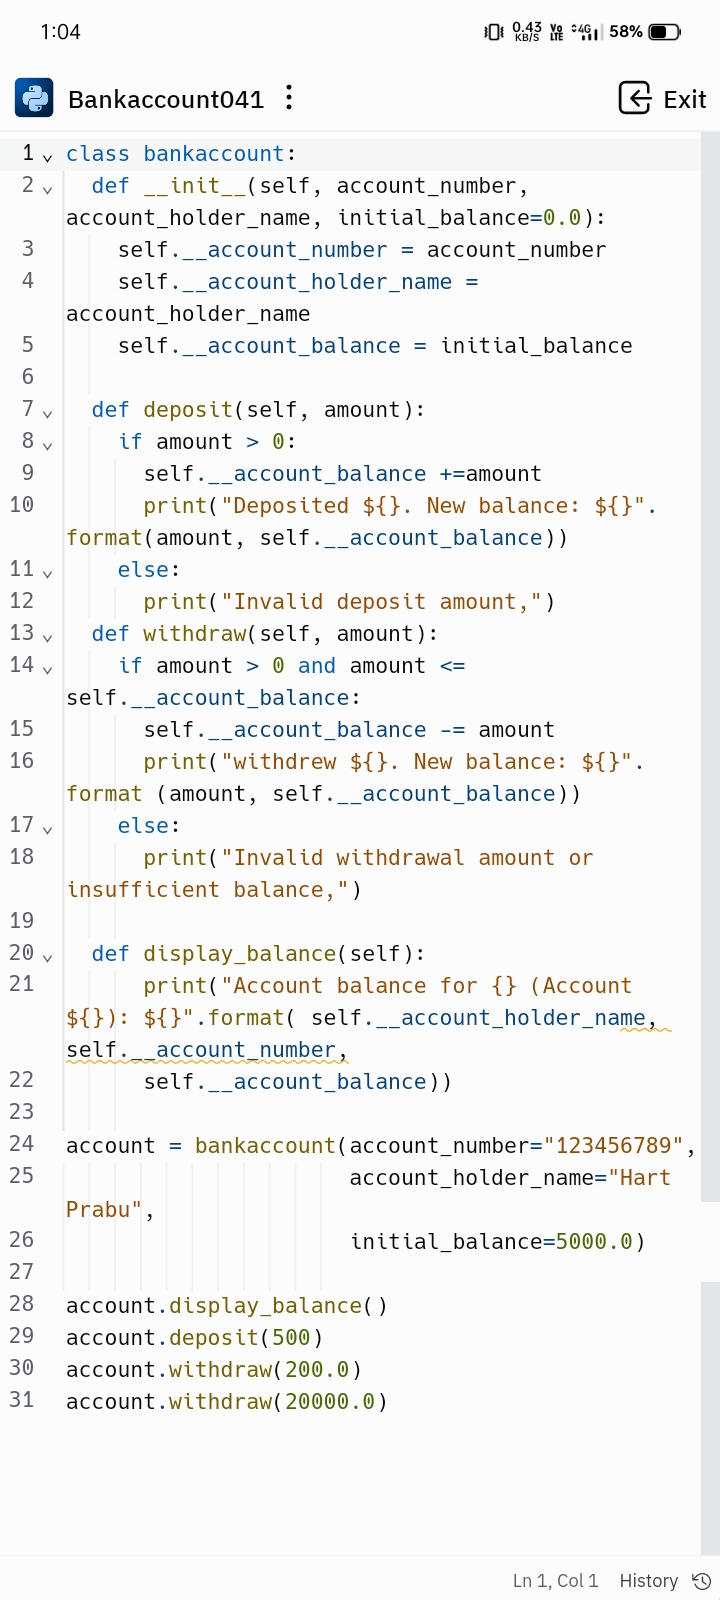 1:04 0.43 KB/S Vo LTE 4G 58%
Bankaccount041 Exit
1 class bankaccount:
2 def __init__(self, account_number,
account_holder_name, initial_balance=0.0):
3 self.__account_number = account_number
4 self.__account_holder_name =
account_holder_name
5 self.__account_balance = initial_balance
6
7 def deposit(self, amount):
8 if amount > 0:
9 self.__account_balance +=amount
10 print("Deposited ${}. New balance: ${}".
format(amount, self.__account_balance))
11 else:
12 print("Invalid deposit amount,")
13 def withdraw(self, amount):
14 if amount > 0 and amount <=
self.__account_balance:
15 self.__account_balance -= amount
16 print("withdrew ${}. New balance: ${}".
format (amount, self.__account_balance))
17 else:
18 print("Invalid withdrawal amount or
insufficient balance,")
19
20 def display_balance(self):
21 print("Account balance for {} (Account
${}): ${}".format( self.__account_holder_name,
self.__account_number,
22 self.__account_balance))
23
24 account = bankaccount(account_number="123456789",
25 account_holder_name="Hart
Prabu",
26 initial_balance=5000.0)
27
28 account.display_balance()
29 account.deposit(500)
30 account.withdraw(200.0)
31 account.withdraw(20000.0)
Ln 1, Col 1 History